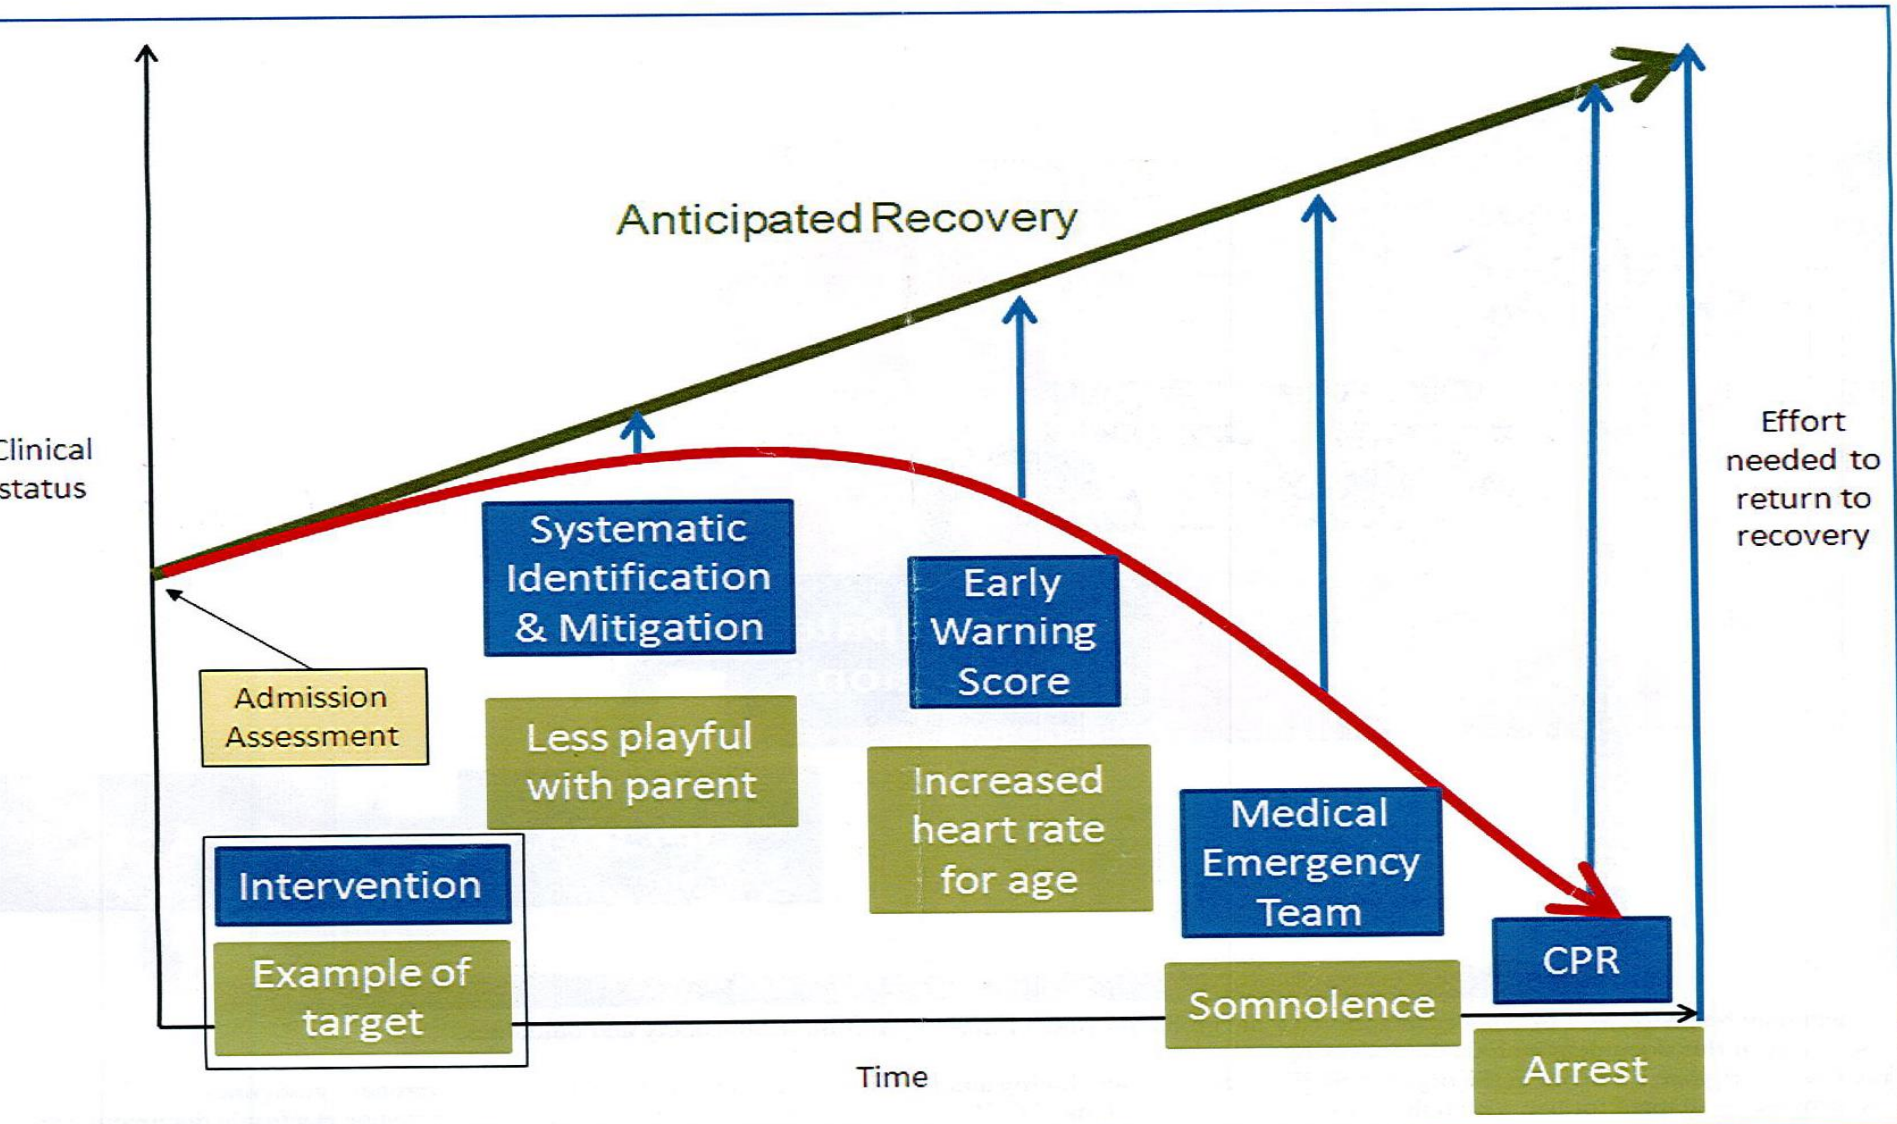 Anticipated Recovery
Clinical
status
Effort
needed to
return to
recovery
Systematic
Identification
& Mitigation
Early
Warning
Score
Admission
Assessment
Less playful
with parent
Increased
heart rate
for age
Medical
Emergency
Team
Intervention
Example of
target
CPR
Somnolence
Arrest
Time